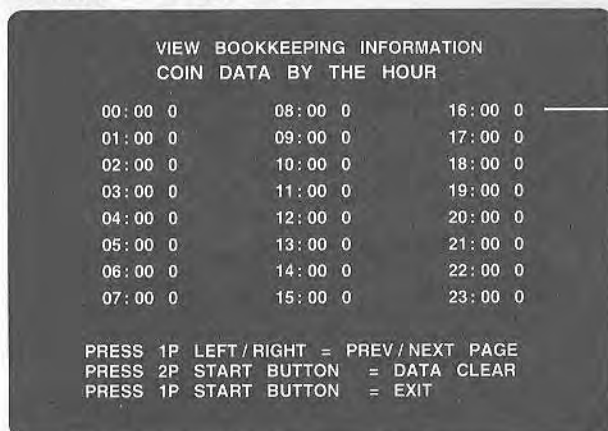 VIEW BOOKKEEPING INFORMATION
COIN DATA BY THE HOUR
00:00 0 08:00 0 16:00 0
01:00 0 09:00 0 17:00 0
02:00 0 10:00 0 18:00 0
03:00 0 11:00 0 19:00 0
04:00 0 12:00 0 20:00 0
05:00 0 13:00 0 21:00 0
06:00 0 14:00 0 22:00 0
07:00 0 15:00 0 23:00 0
PRESS 1P LEFT/RIGHT = PREV/NEXT PAGE
PRESS 2P START BUTTON = DATA CLEAR
PRESS 1P START BUTTON = EXIT